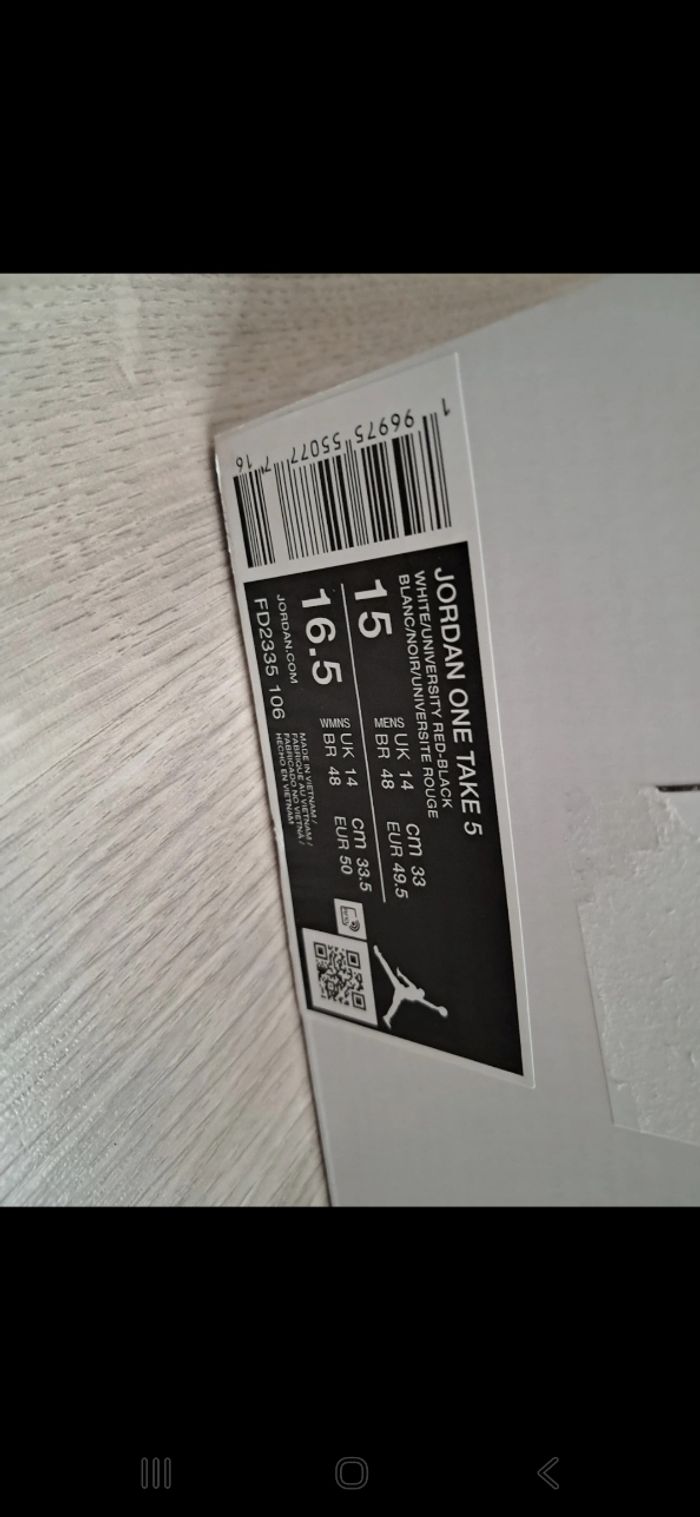 1 96975 55077 7 16
JORDAN ONE TAKE 5
WHITE/UNIVERSITY RED-BLACK
BLANC/NOIR/UNIVERSITE ROUGE
15 MENS UK 14 cm 33
BR 48 EUR 49.5
16.5 WMNS UK 14 cm 33.5
BR 48 EUR 50
JORDAN.COM
FD2335 106
MADE IN VIETNAM /
FABRIQUE AU VIETNAM /
FABRICADO NO VIETNÃ /
HECHO EN VIETNAM